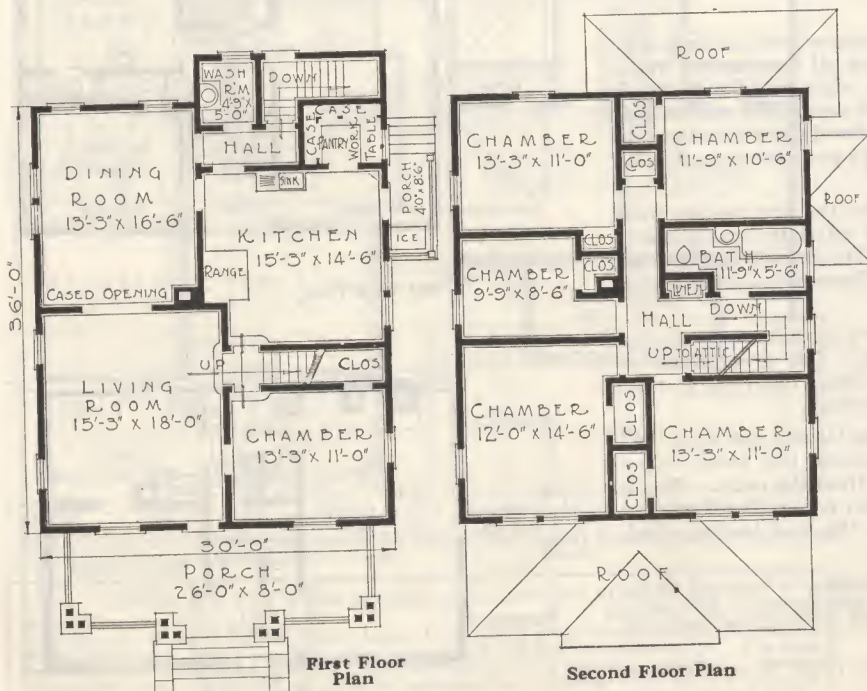 WASH
R'M
4'-9" X
5'-0"
DOWN
HALL
CASE
CASE
PANTRY
WORK
TABLE
DINING
ROOM
13'-3" X 16'-6"
CASED OPENING
SINK
KITCHEN
15'-3" X 14'-6"
RANGE
PORCH
4'0" X 8'-6"
ICE
36'-0"
LIVING
ROOM
15'-3" X 18'-0"
UP
CLOS
CHAMBER
13'-3" X 11'-0"
30'-0"
PORCH
26'-0" X 8'-0"
First Floor
Plan
ROOF
CHAMBER
13'-3" X 11'-0"
CLOS
CLOS
CHAMBER
11'-9" X 10'-6"
ROOF
CLOS
CLOS
CHAMBER
9'-9" X 8'-6"
BATH
11'-9" X 5'-6"
LINEN
HALL
DOWN
UP TO ATTIC
CHAMBER
12'-0" X 14'-6"
CLOS
CLOS
CHAMBER
13'-3" X 11'-0"
ROOF
Second Floor Plan